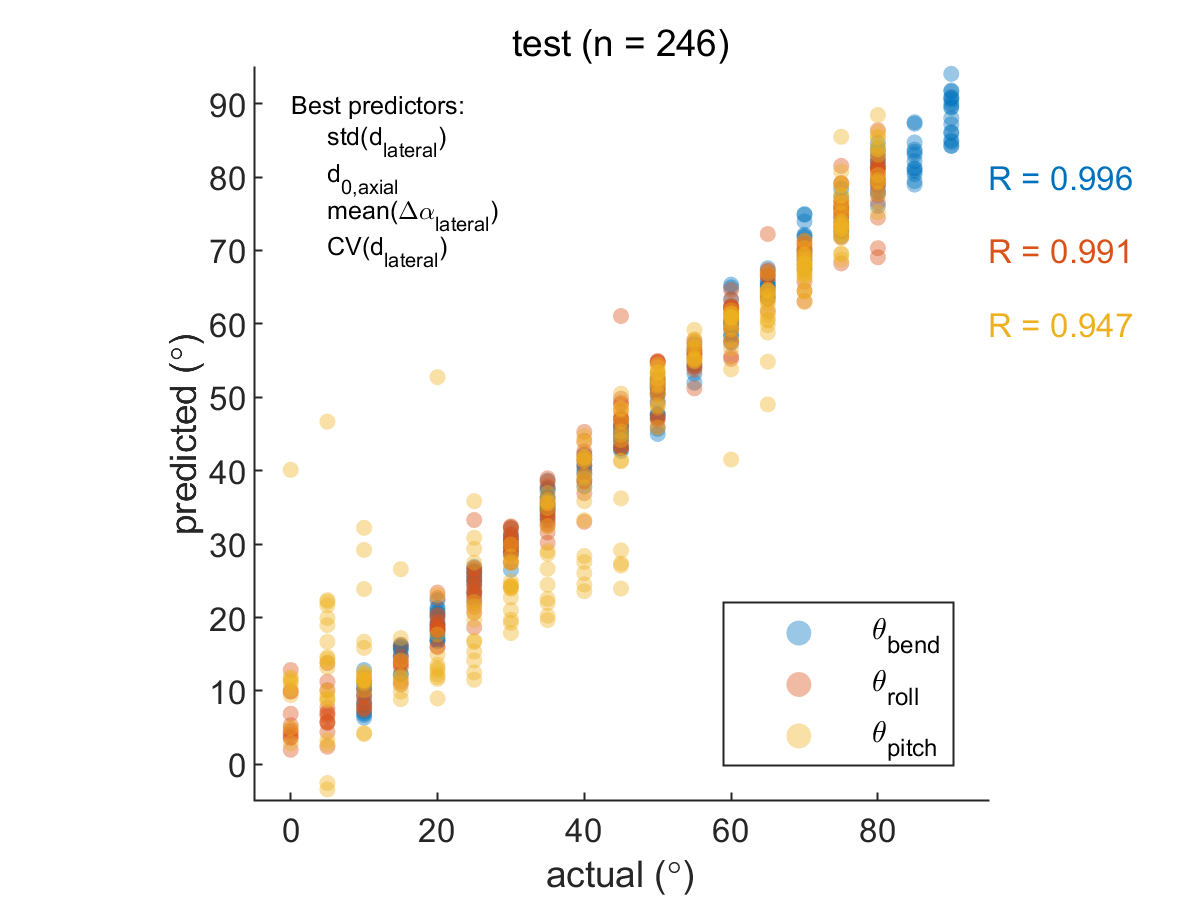 test (n = 246)
Best predictors:
std(d_lateral)
d_0,axial
mean(Δα_lateral)
CV(d_lateral)
90
80
70
60
50
40
30
20
10
0
predicted (°)
R = 0.996
R = 0.991
R = 0.947
θ_bend
θ_roll
θ_pitch
0 20 40 60 80
actual (°)